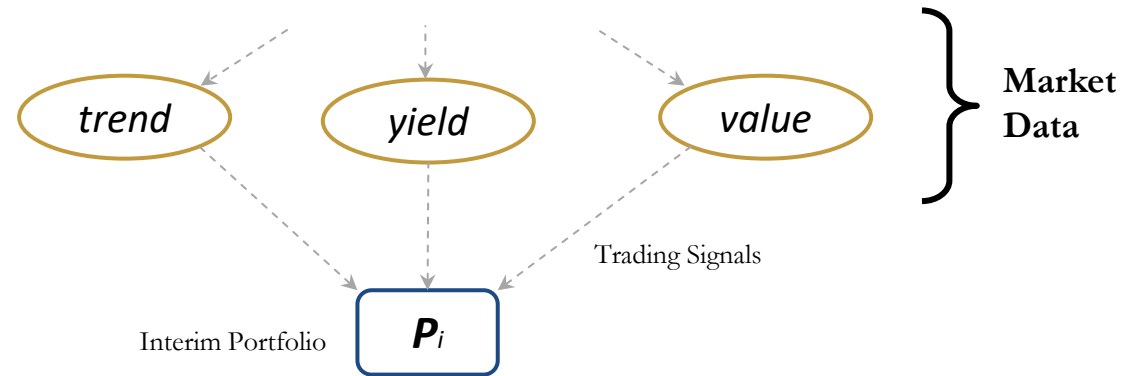 trend
yield
value
Market
Data
Trading Signals
Interim Portfolio
Pi